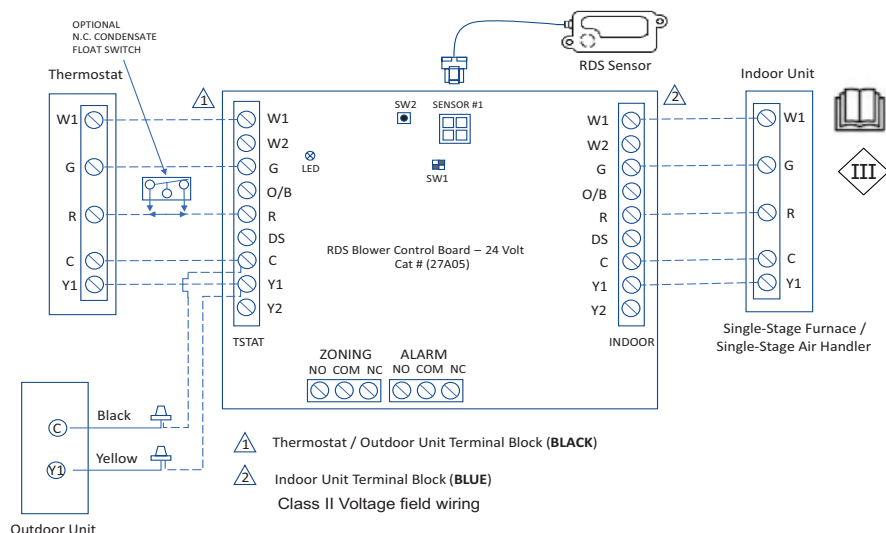 OPTIONAL
N.C. CONDENSATE
FLOAT SWITCH
Thermostat
W1
G
R
C
Y1
1
W1
W2
G
O/B
R
DS
C
Y1
Y2
TSTAT
LED
SW2
SENSOR #1
SW1
RDS Sensor
RDS Blower Control Board – 24 Volt
Cat # (27A05)
ZONING
NO COM NC
ALARM
NO COM NC
2
W1
W2
G
O/B
R
DS
C
Y1
Y2
INDOOR
Indoor Unit
W1
G
R
C
Y1
Single-Stage Furnace /
Single-Stage Air Handler
III
C
Black
Y1
Yellow
Outdoor Unit
1 Thermostat / Outdoor Unit Terminal Block (BLACK)
2 Indoor Unit Terminal Block (BLUE)
Class II Voltage field wiring